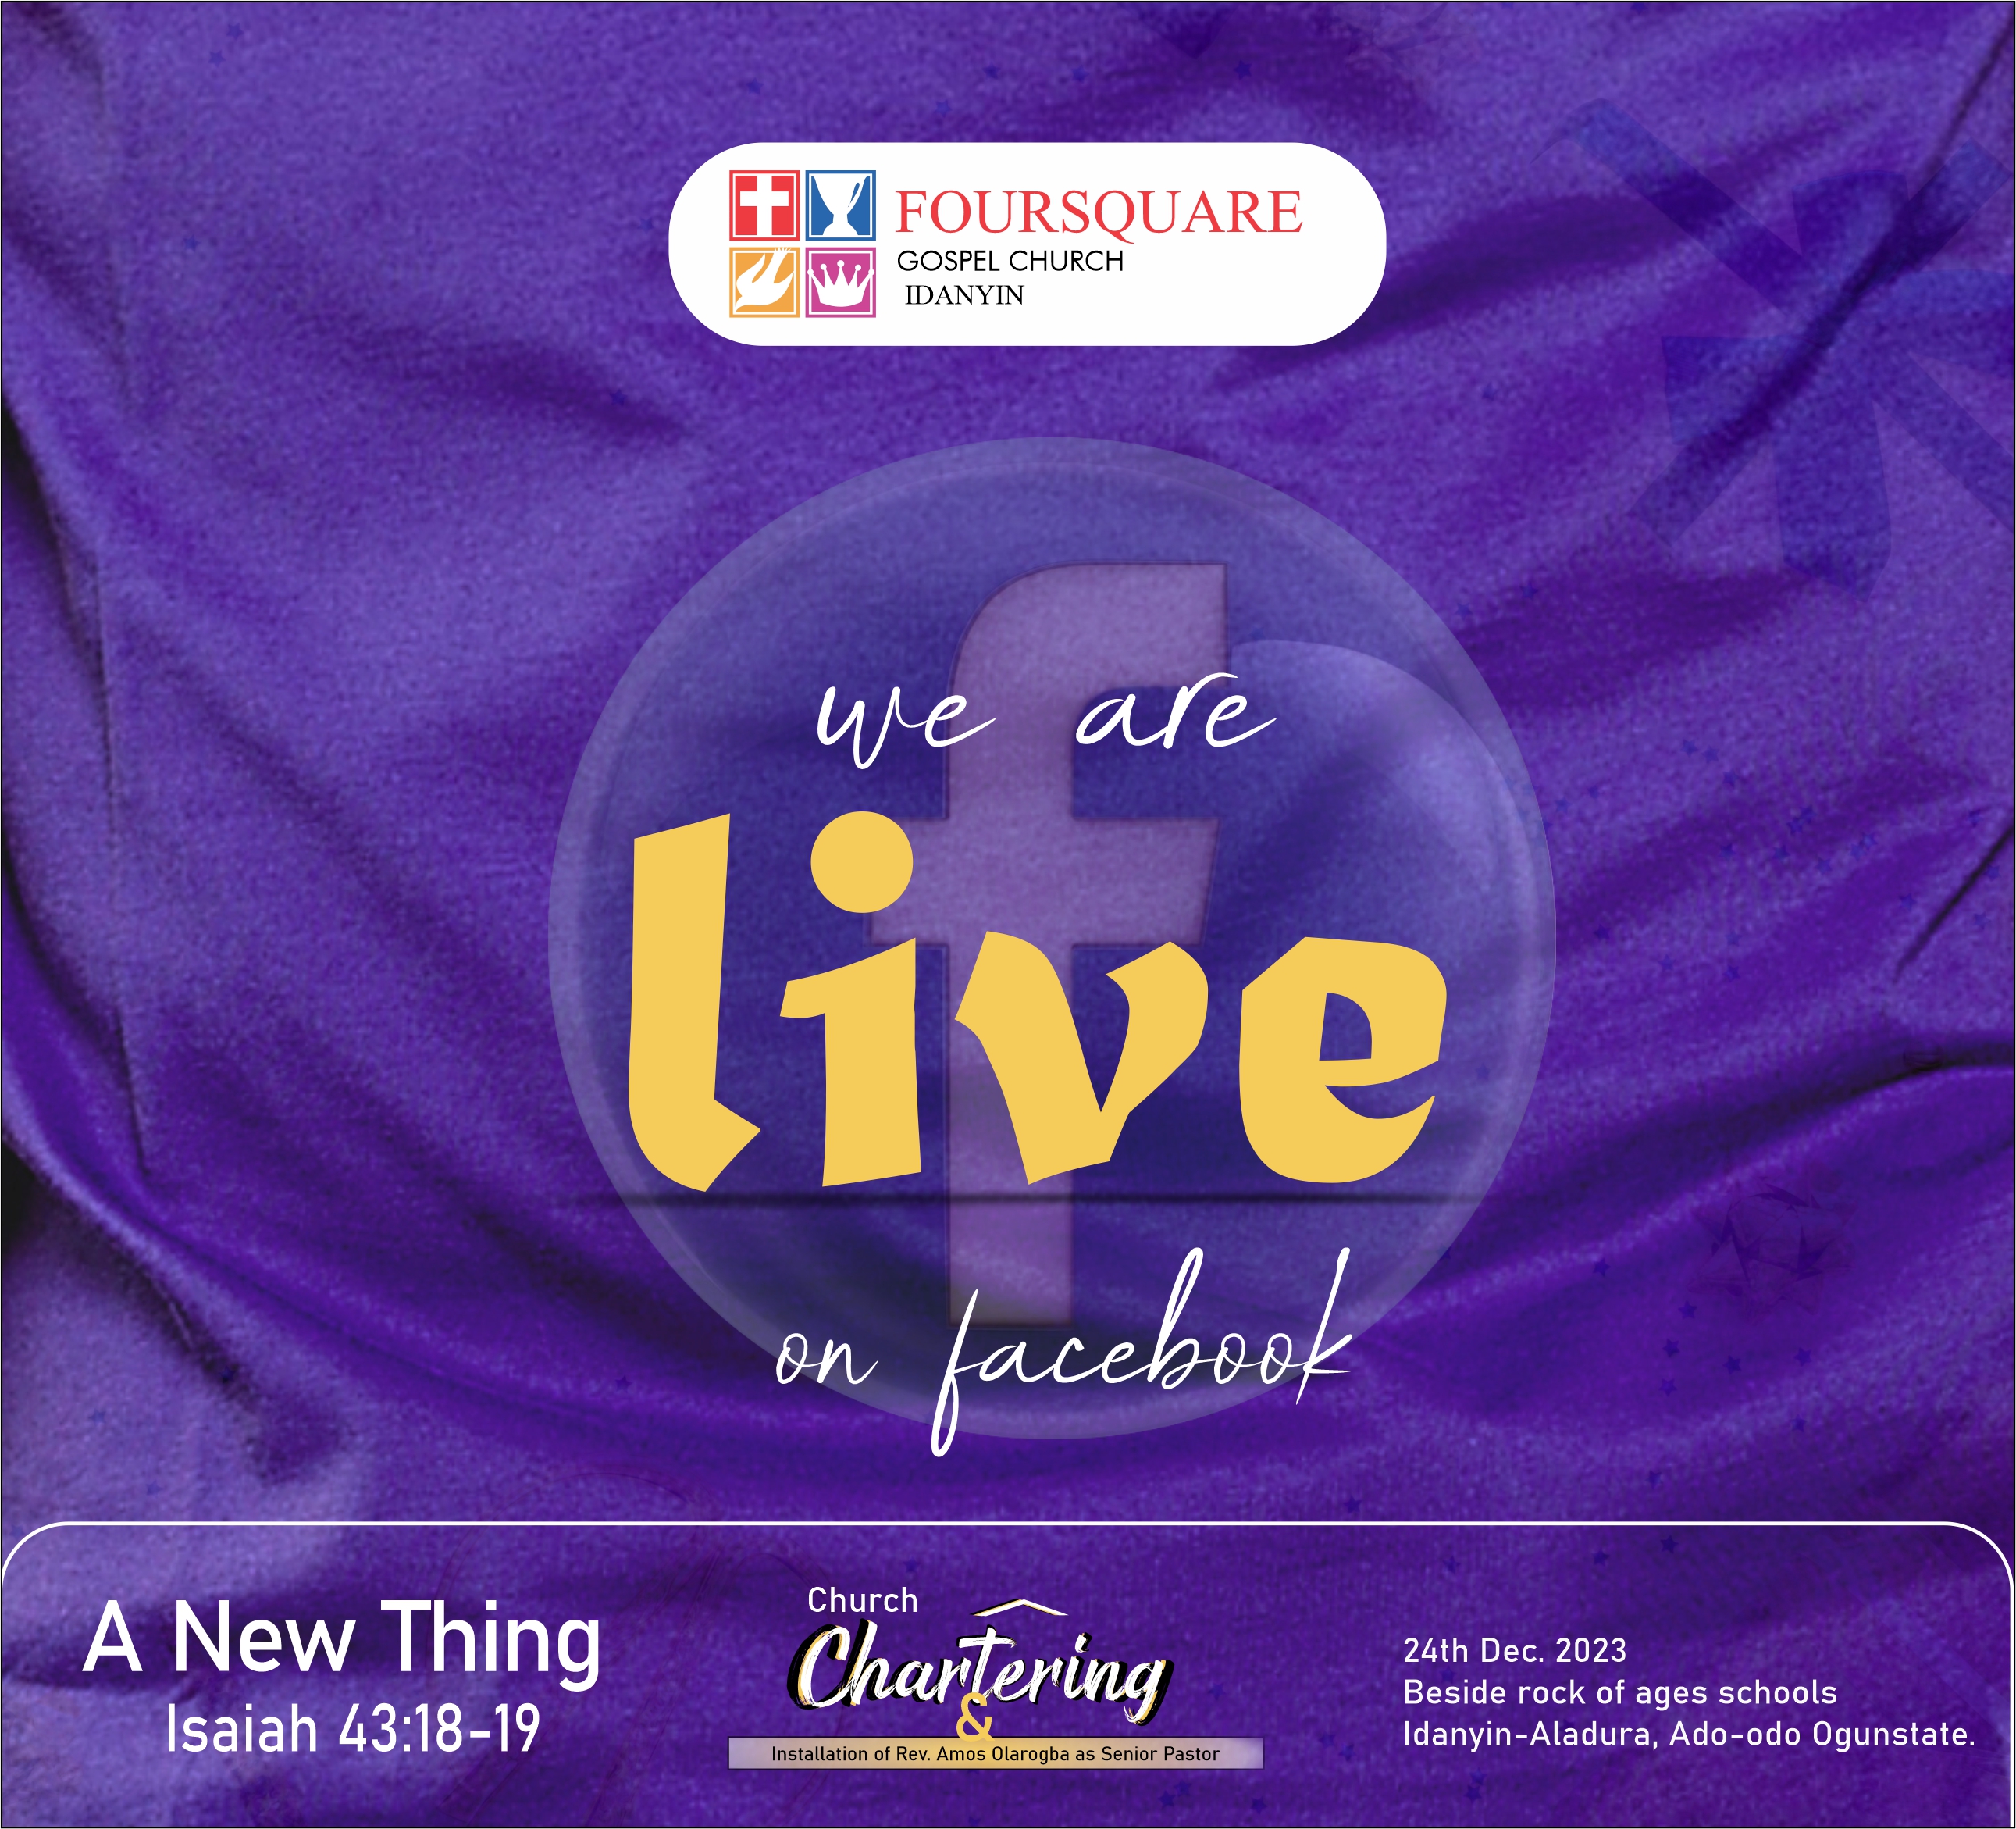 FOURSQUARE
GOSPEL CHURCH
IDANYIN
we are
live
on facebook
A New Thing
Isaiah 43:18-19
Church
Chartering
&
Installation of Rev. Amos Olarogba as Senior Pastor
24th Dec. 2023
Beside rock of ages schools
Idanyin-Aladura, Ado-odo Ogunstate.